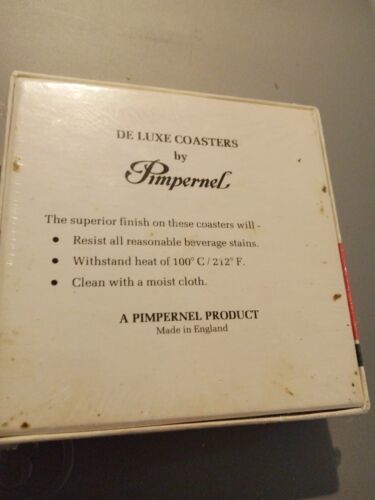 DE LUXE COASTERS
by
Pimpernel
The superior finish on these coasters will -
• Resist all reasonable beverage stains.
• Withstand heat of 100° C / 212° F.
• Clean with a moist cloth.
A PIMPERNEL PRODUCT
Made in England